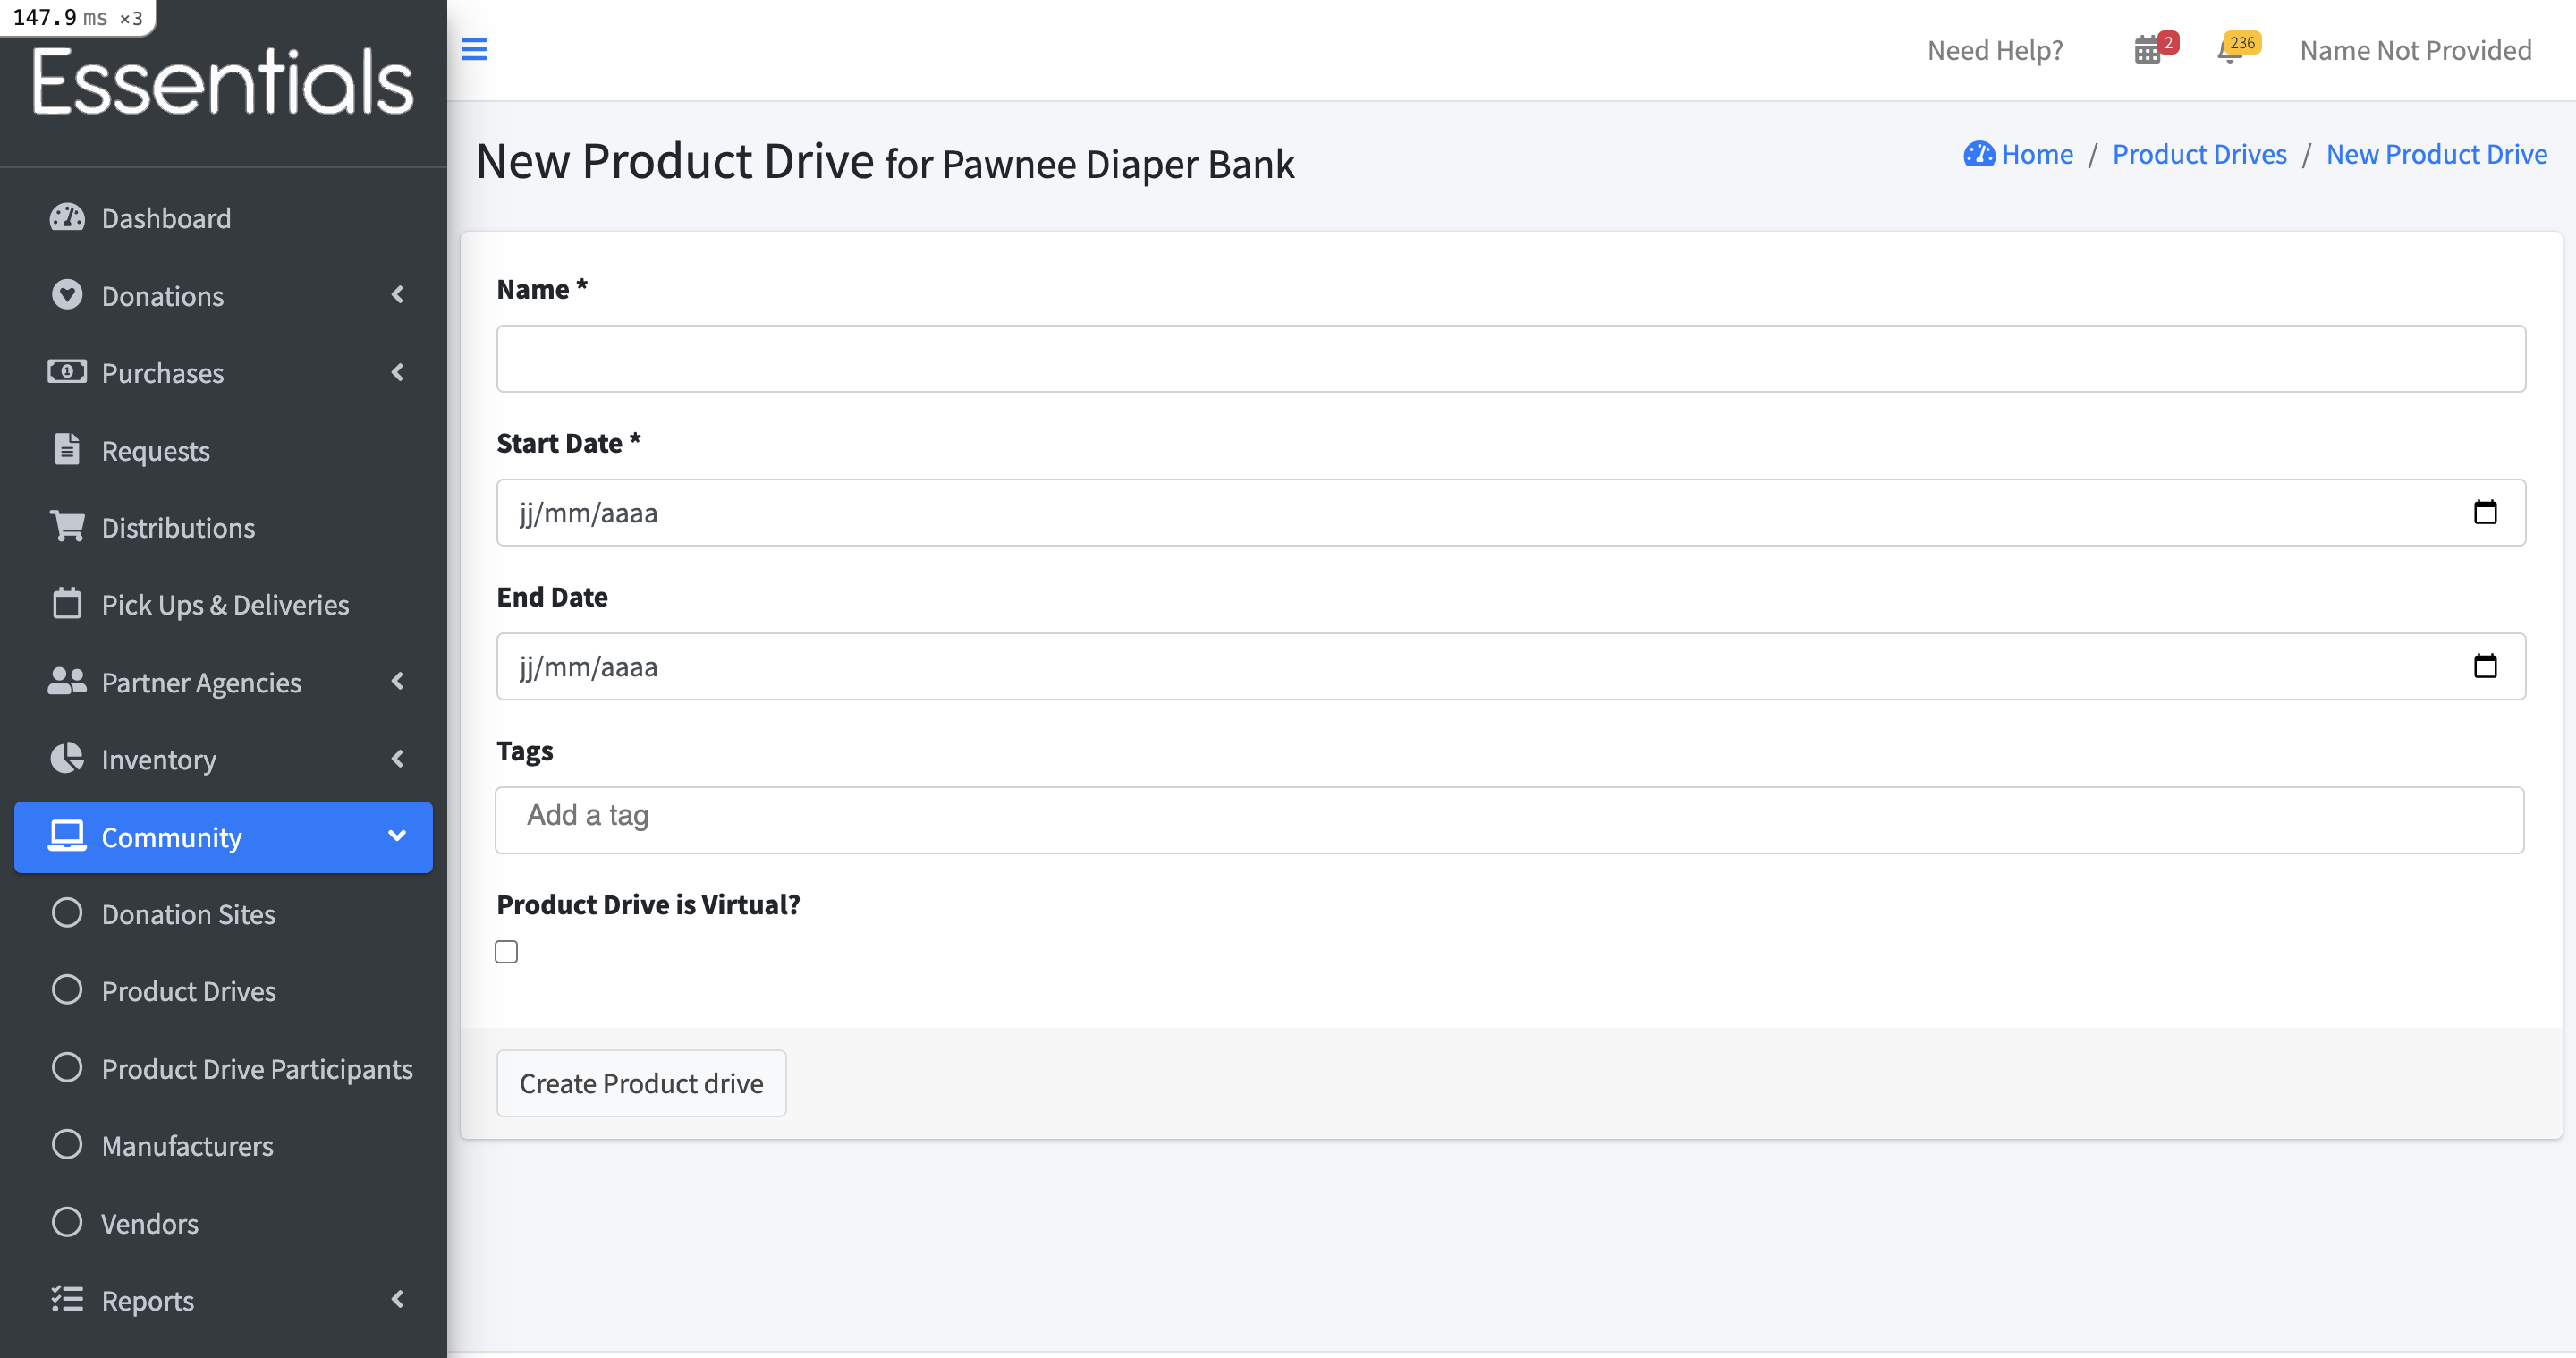 147.9 ms ×3
Essentials
Need Help?
2
236
Name Not Provided
New Product Drive for Pawnee Diaper Bank
Home / Product Drives / New Product Drive
Dashboard
Donations
Purchases
Requests
Distributions
Pick Ups & Deliveries
Partner Agencies
Inventory
Community
Donation Sites
Product Drives
Product Drive Participants
Manufacturers
Vendors
Reports
Name *
Start Date *
jj/mm/aaaa
End Date
jj/mm/aaaa
Tags
Add a tag
Product Drive is Virtual?
Create Product drive